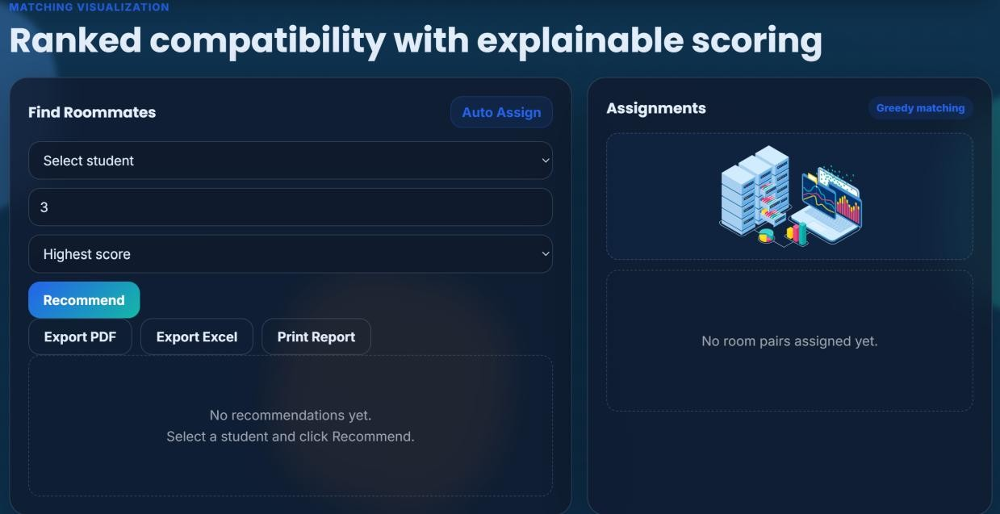 MATCHING VISUALIZATION
Ranked compatibility with explainable scoring
Find Roommates
Auto Assign
Select student
3
Highest score
Recommend
Export PDF
Export Excel
Print Report
No recommendations yet.
Select a student and click Recommend.
Assignments
Greedy matching
No room pairs assigned yet.